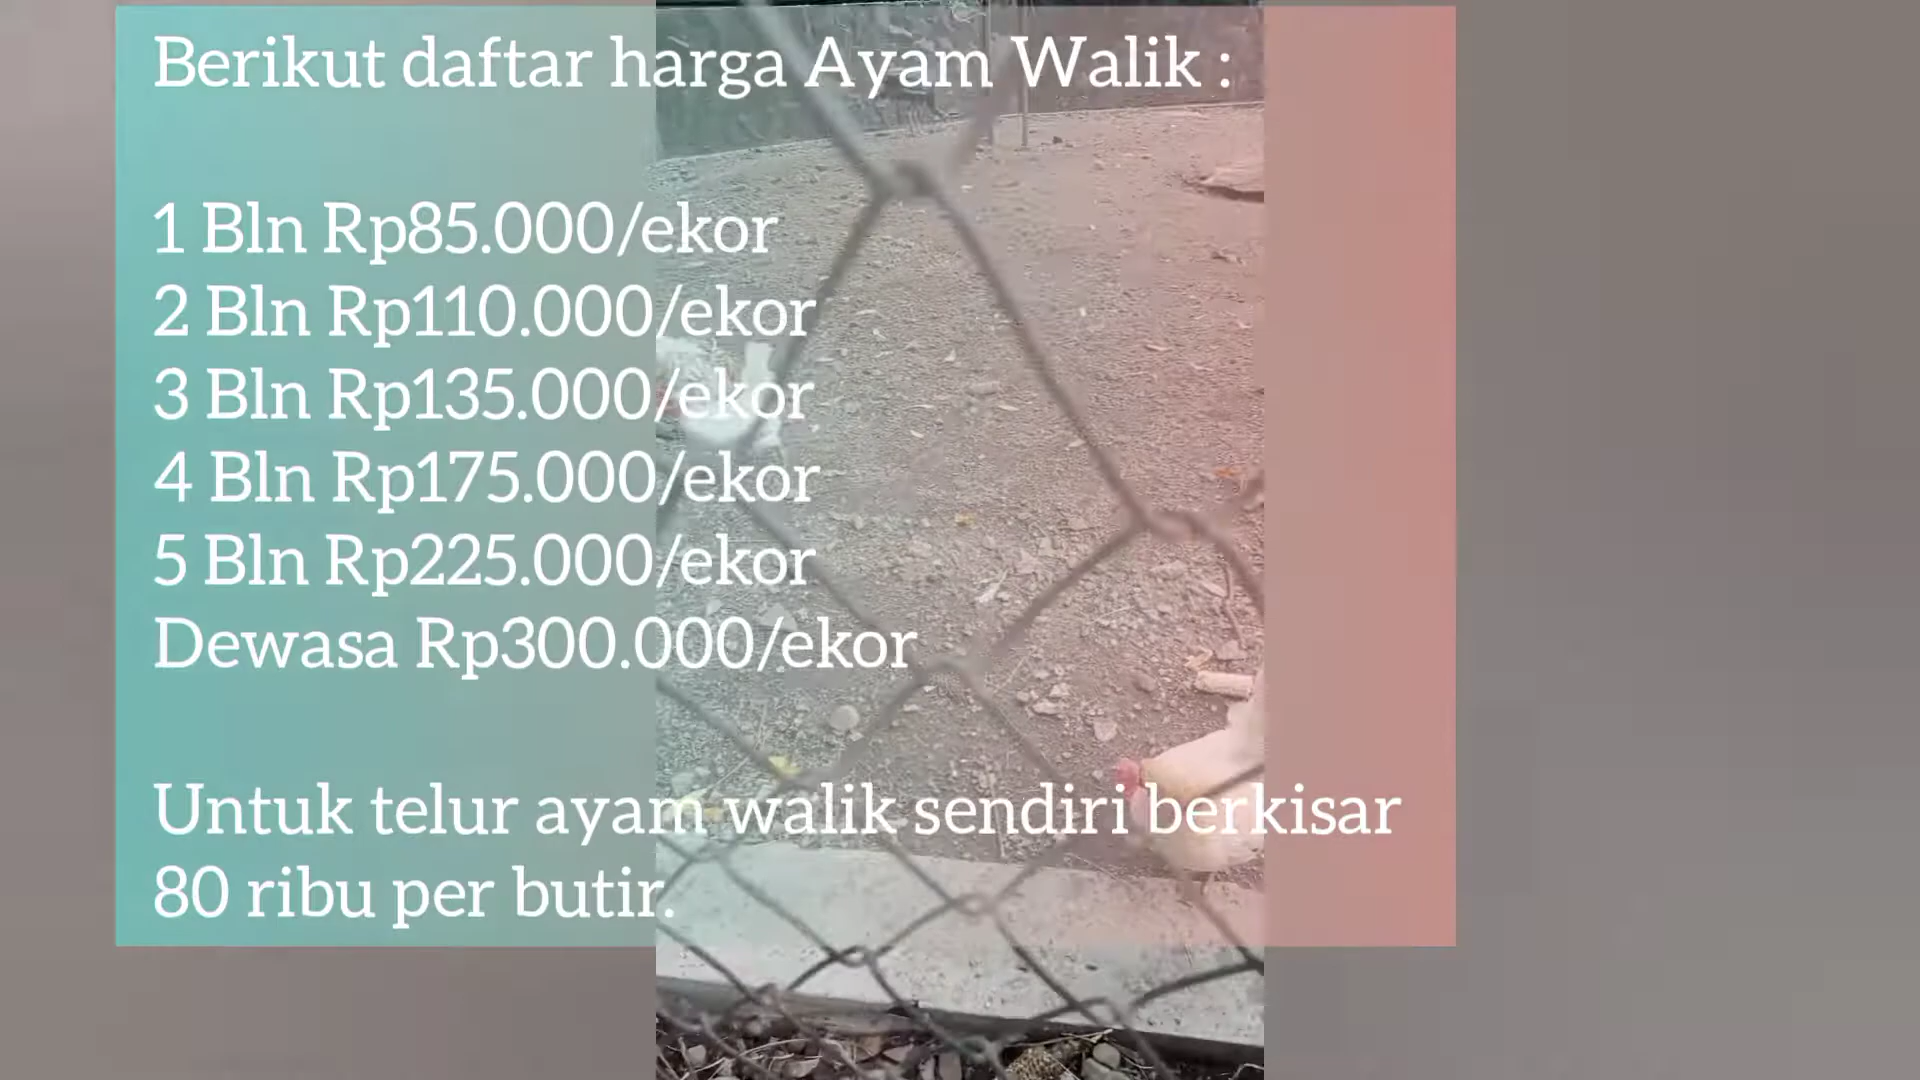 Berikut daftar harga Ayam Walik :
1 Bln Rp85.000/ekor
2 Bln Rp110.000/ekor
3 Bln Rp135.000/ekor
4 Bln Rp175.000/ekor
5 Bln Rp225.000/ekor
Dewasa Rp300.000/ekor
Untuk telur ayam walik sendiri berkisar
80 ribu per butir.